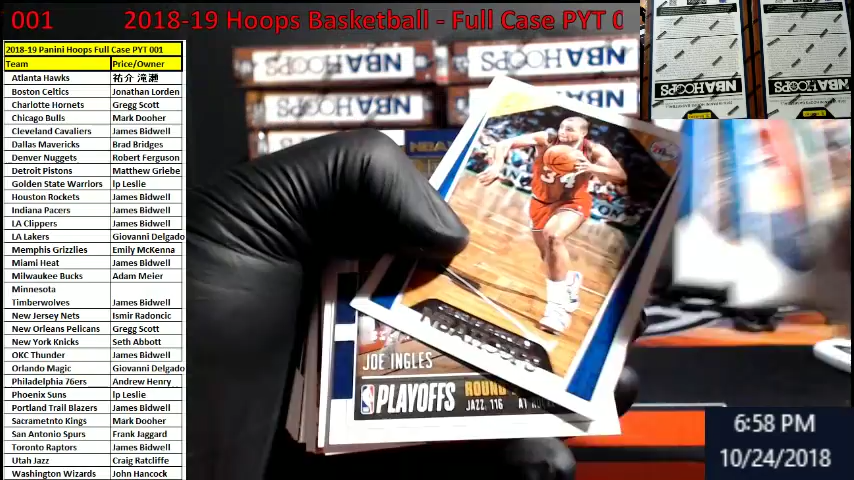 001
2018-19 Hoops Basketball - Full Case PYT 0
2018-19 Panini Hoops Full Case PYT 001
Team Price/Owner
Atlanta Hawks
Boston Celtics Jonathan Lorden
Charlotte Hornets Gregg Scott
Chicago Bulls Mark Dooher
Cleveland Cavaliers James Bidwell
Dallas Mavericks Brad Bridges
Denver Nuggets Robert Ferguson
Detroit Pistons Matthew Griebe
Golden State Warriors lp Leslie
Houston Rockets James Bidwell
Indiana Pacers James Bidwell
LA Clippers James Bidwell
LA Lakers Giovanni Delgado
Memphis Grizzlies Emily McKenna
Miami Heat James Bidwell
Milwaukee Bucks Adam Meier
Minnesota
Timberwolves James Bidwell
New Jersey Nets Ismir Radoncic
New Orleans Pelicans Gregg Scott
New York Knicks Seth Abbott
OKC Thunder James Bidwell
Orlando Magic Giovanni Delgado
Philadelphia 76ers Andrew Henry
Phoenix Suns lp Leslie
Portland Trail Blazers James Bidwell
Sacrametnto Kings Mark Dooher
San Antonio Spurs Frank Jaggard
Toronto Raptors James Bidwell
Utah Jazz Craig Ratcliffe
Washington Wizards John Hancock
NBA HOOPS
NBA HOOPS
NBA HOOPS
NBA HOOPS
34
NBA HOOPS
JOE INGLES
PLAYOFFS
ROUND
JAZZ, 116
NBA HOOPS
NBA HOOPS
6:58 PM
10/24/2018